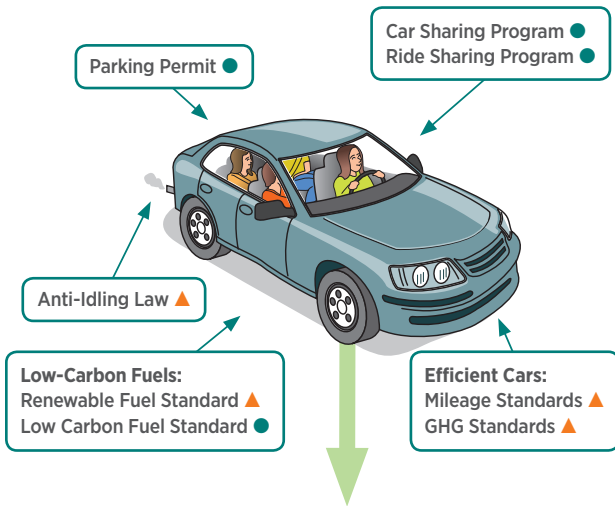 Parking Permit
Car Sharing Program
Ride Sharing Program
Anti-Idling Law
Low-Carbon Fuels:
Renewable Fuel Standard
Low Carbon Fuel Standard
Efficient Cars:
Mileage Standards
GHG Standards